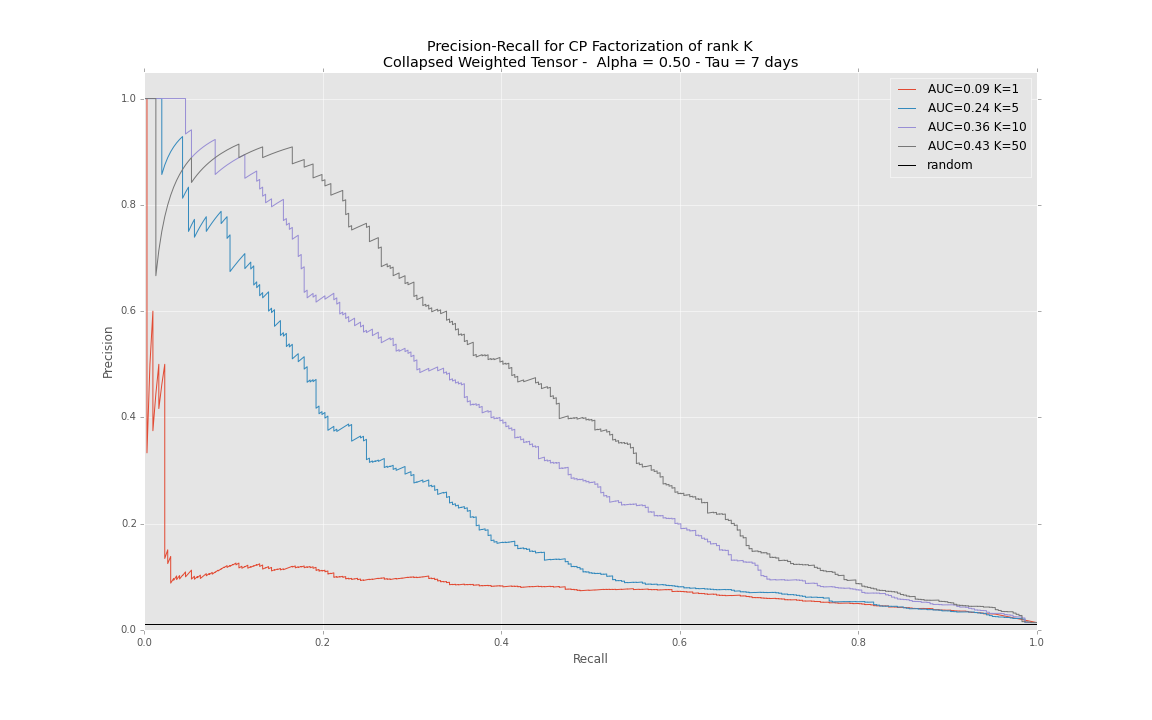 Precision-Recall for CP Factorization of rank K
Collapsed Weighted Tensor -  Alpha = 0.50 - Tau = 7 days
AUC=0.09 K=1
AUC=0.24 K=5
AUC=0.36 K=10
AUC=0.43 K=50
random
1.0
0.8
0.6
0.4
0.2
0.0
Precision
0.0 0.2 0.4 0.6 0.8 1.0
Recall